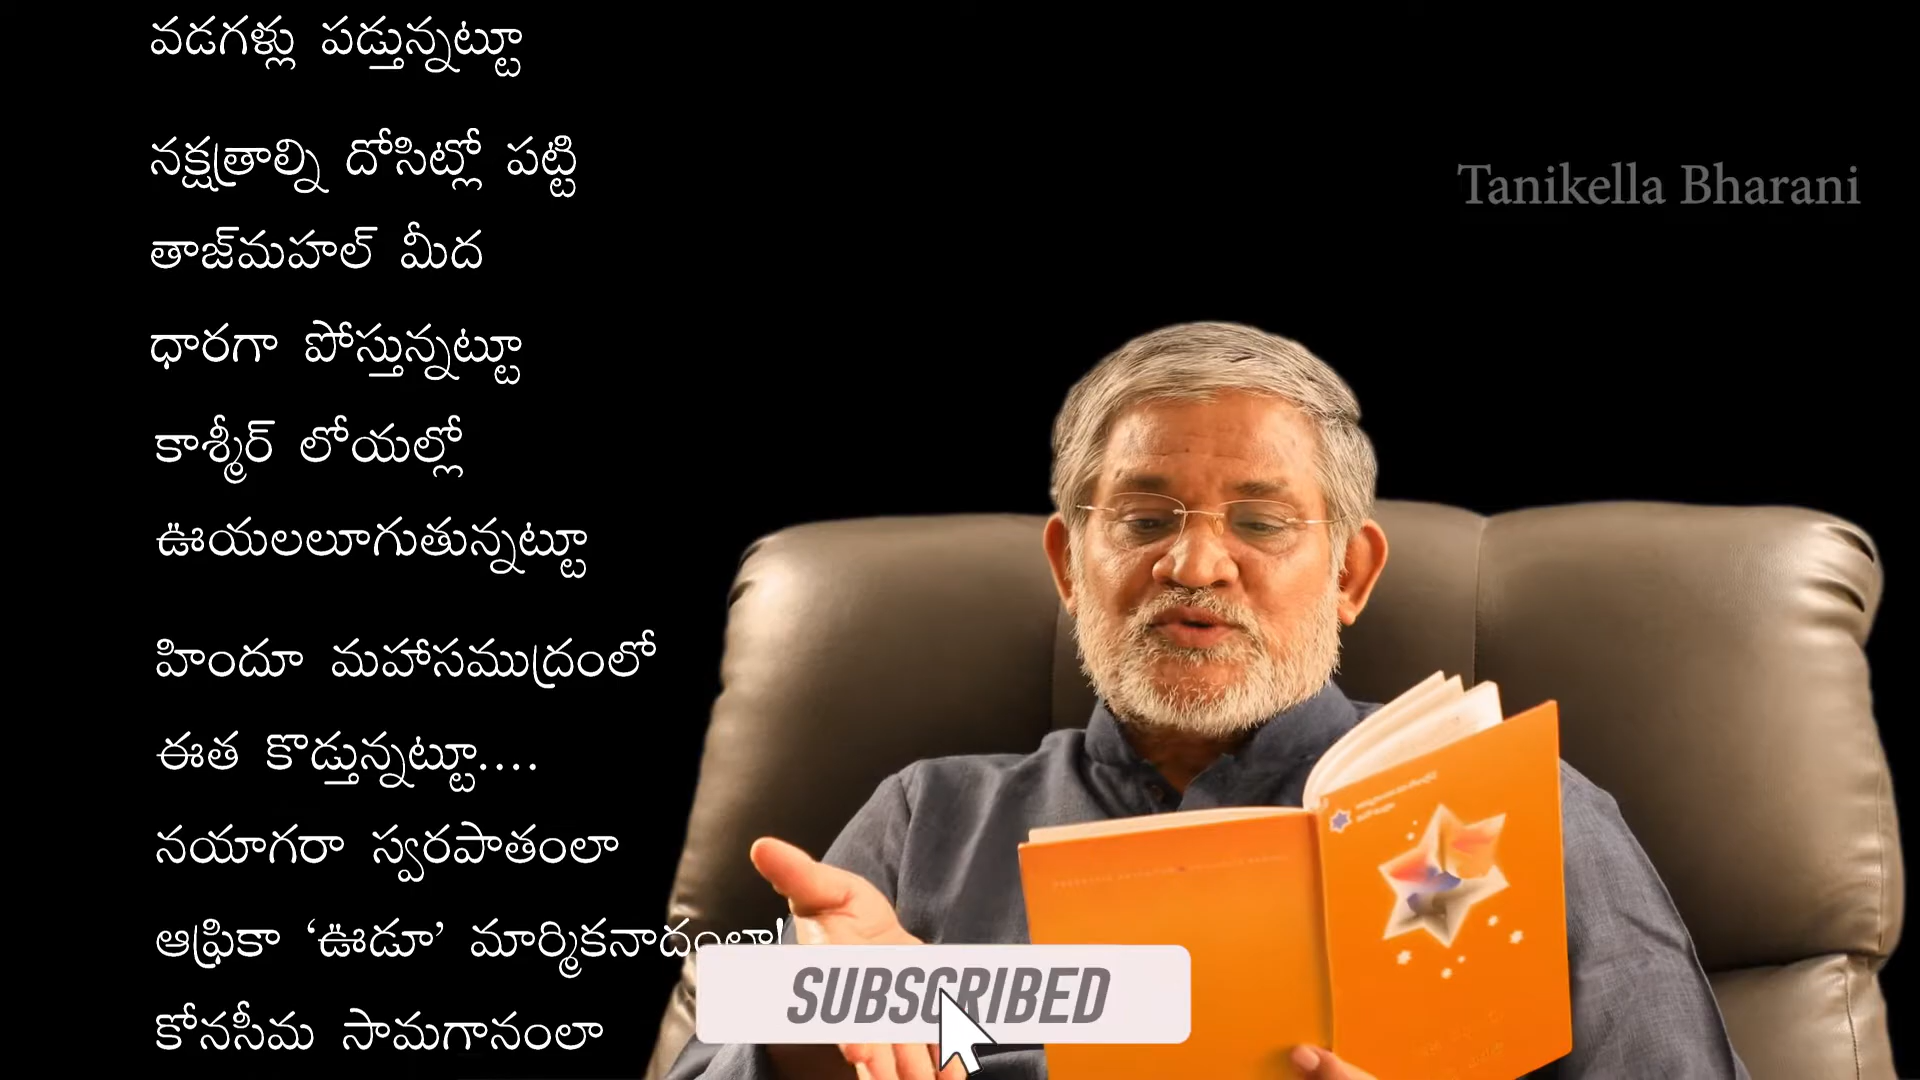 వడగళ్లు పడ్తున్నట్టూ
నక్షత్రాల్ని దోసిట్లో పట్టి
తాజ్‌మహల్ మీద
ధారగా పోస్తున్నట్టూ
కాశ్మీర్ లోయల్లో
ఊయలలూగుతున్నట్టూ
హిందూ మహాసముద్రంలో
ఈత కొడ్తున్నట్టూ....
నయాగరా స్వరపాతంలా
ఆఫ్రికా ‘ఊడూ’ మార్మికనాదంలా!
కోనసీమ సామగానంలా
Tanikella Bharani
SUBSCRIBED